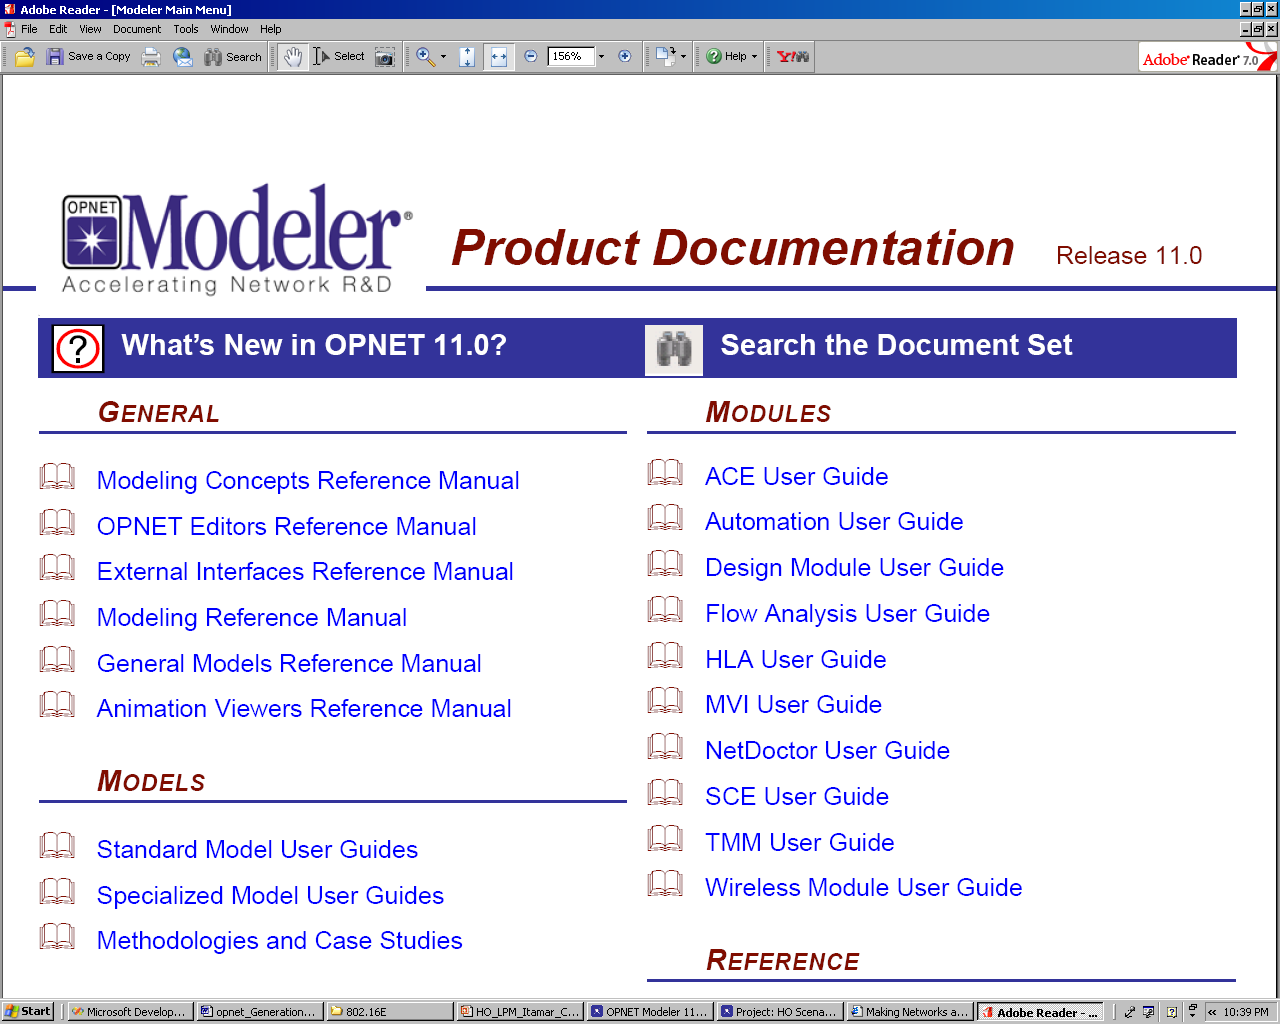 Adobe Reader - [Modeler Main Menu]
File Edit View Document Tools Window Help
Save a Copy Search Select 156% Help Y! Adobe Reader 7.0
OPNET Modeler®
Accelerating Network R&D
Product Documentation Release 11.0
What's New in OPNET 11.0?
Search the Document Set
GENERAL
Modeling Concepts Reference Manual
OPNET Editors Reference Manual
External Interfaces Reference Manual
Modeling Reference Manual
General Models Reference Manual
Animation Viewers Reference Manual
MODELS
Standard Model User Guides
Specialized Model User Guides
Methodologies and Case Studies
MODULES
ACE User Guide
Automation User Guide
Design Module User Guide
Flow Analysis User Guide
HLA User Guide
MVI User Guide
NetDoctor User Guide
SCE User Guide
TMM User Guide
Wireless Module User Guide
REFERENCE
Start Microsoft Develop... opnet_Generation... 802.16E HO_LPM_Itamar_C... OPNET Modeler 11... Project: HO Scena... Making Networks a... Adobe Reader - ... « 10:39 PM